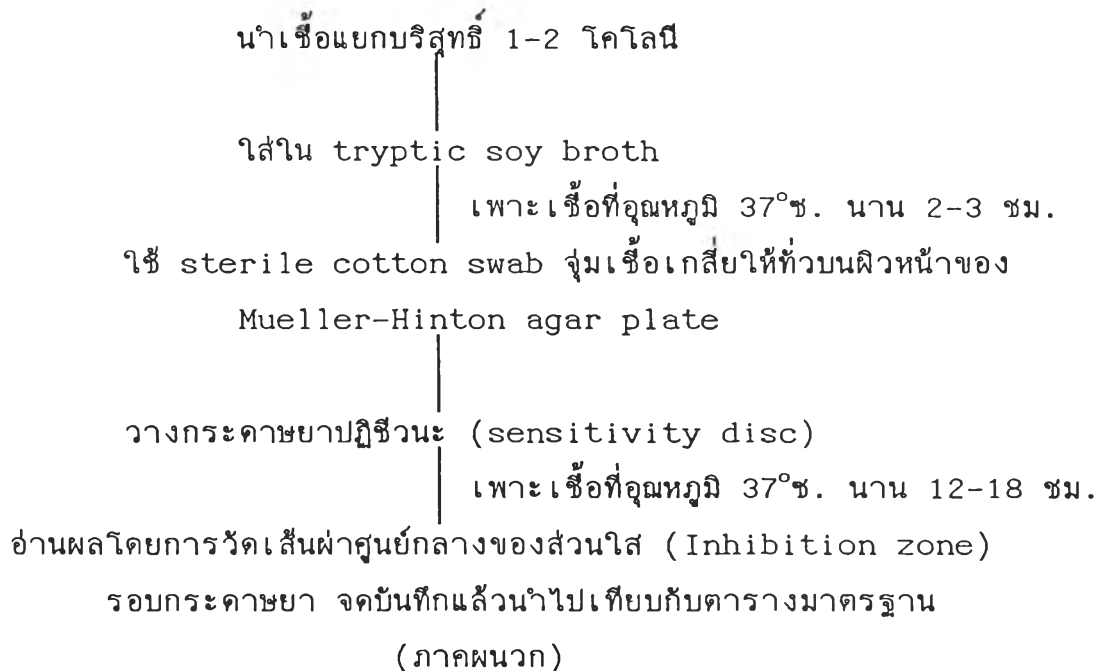 นำเชื้อแยกบริสุทธิ์ 1-2 โคโลนี
ใส่ใน tryptic soy broth
เพาะเชื้อที่อุณหภูมิ 37°ซ. นาน 2-3 ชม.
ใช้ sterile cotton swab จุ่มเชื้อเกลี่ยให้ทั่วบนผิวหน้าของ
Mueller-Hinton agar plate
วางกระดาษยาปฏิชีวนะ (sensitivity disc)
เพาะเชื้อที่อุณหภูมิ 37°ซ. นาน 12-18 ชม.
อ่านผลโดยการวัดเส้นผ่าศูนย์กลางของส่วนใส (Inhibition zone)
รอบกระดาษยา จดบันทึกแล้วนำไปเทียบกับตารางมาตรฐาน
(ภาคผนวก)